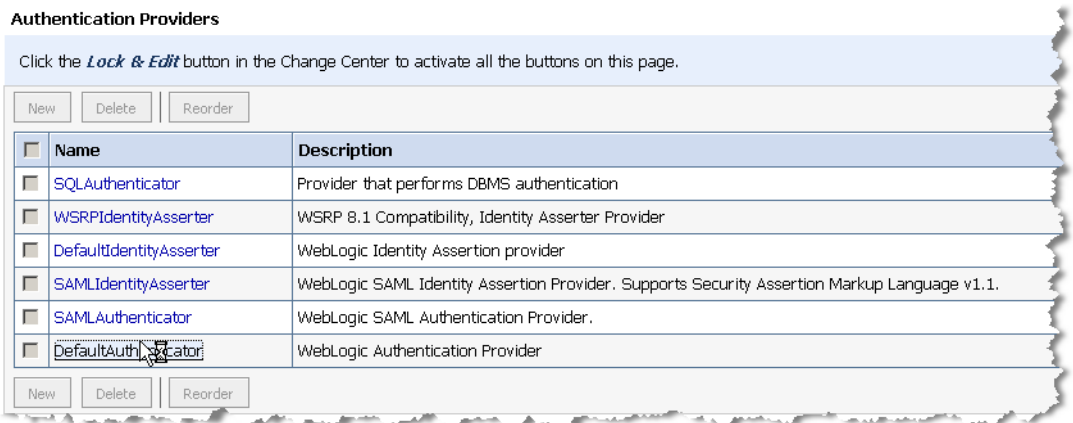 Authentication Providers
Click the Lock & Edit button in the Change Center to activate all the buttons on this page.
New Delete Reorder
Name Description
SQLAuthenticator Provider that performs DBMS authentication
WSRPIdentityAsserter WSRP 8.1 Compatibility, Identity Asserter Provider
DefaultIdentityAsserter WebLogic Identity Assertion provider
SAMLIdentityAsserter WebLogic SAML Identity Assertion Provider. Supports Security Assertion Markup Language v1.1.
SAMLAuthenticator WebLogic SAML Authentication Provider.
DefaultAuthenticator WebLogic Authentication Provider
New Delete Reorder